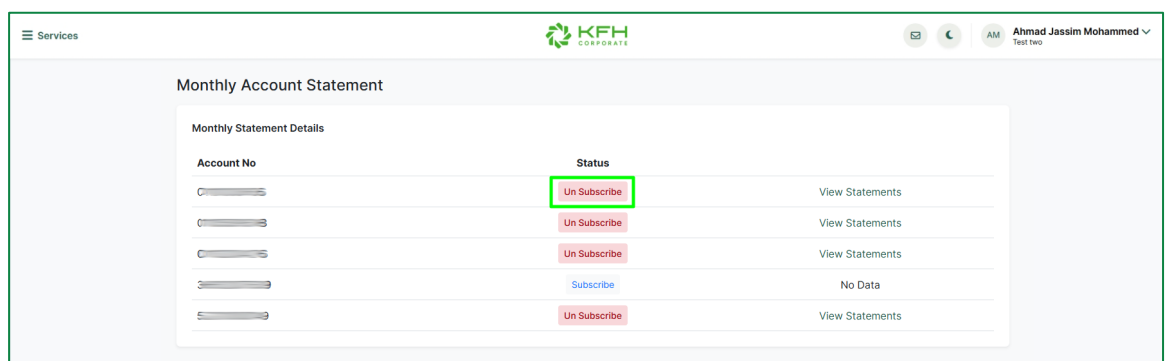 Services
KFH
CORPORATE
AM
Ahmad Jassim Mohammed
Test two
Monthly Account Statement
Monthly Statement Details
Account No Status
Un Subscribe View Statements
Un Subscribe View Statements
Un Subscribe View Statements
Subscribe No Data
Un Subscribe View Statements